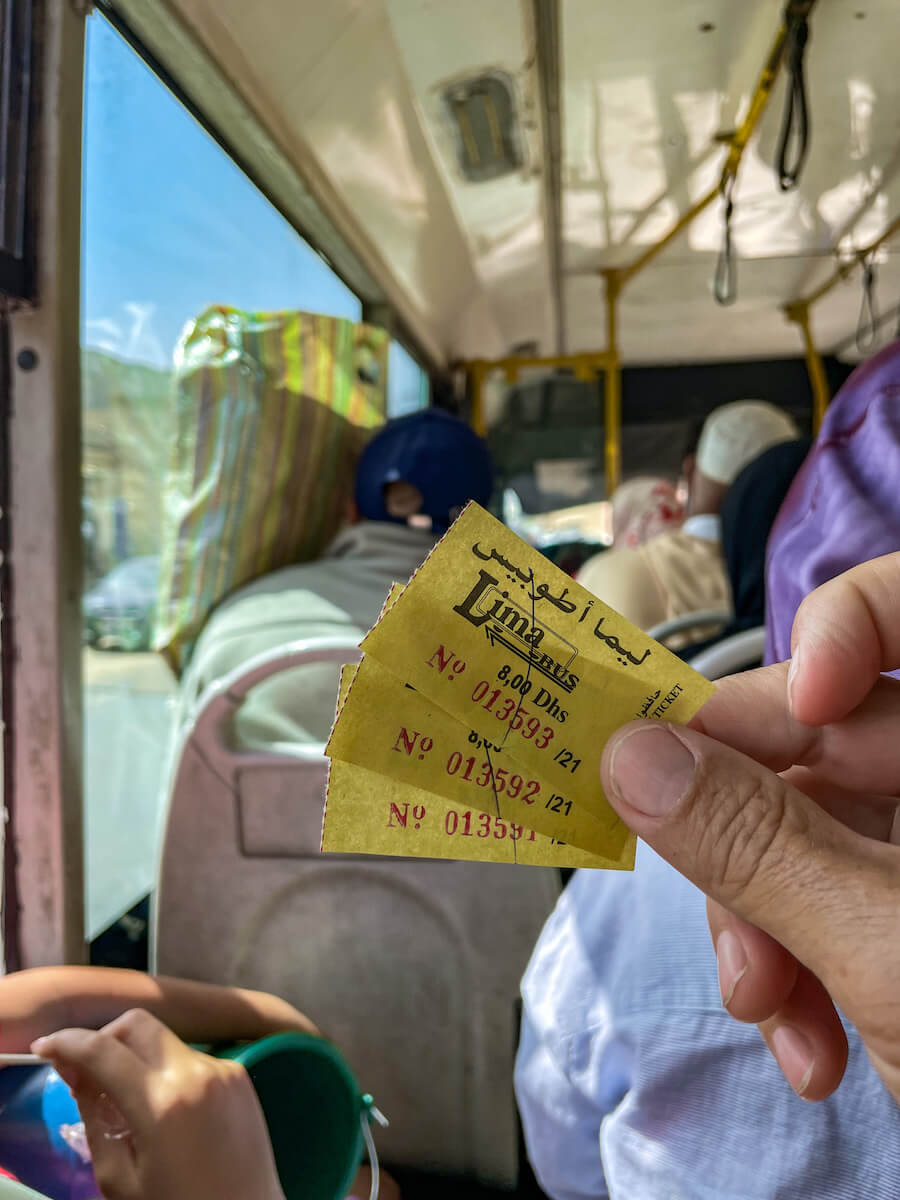 ليما أطوبيس
Lima
BUS
8,00 Dhs
Nº 013593 /21
TICKET
Nº 013592 /21
Nº 013591